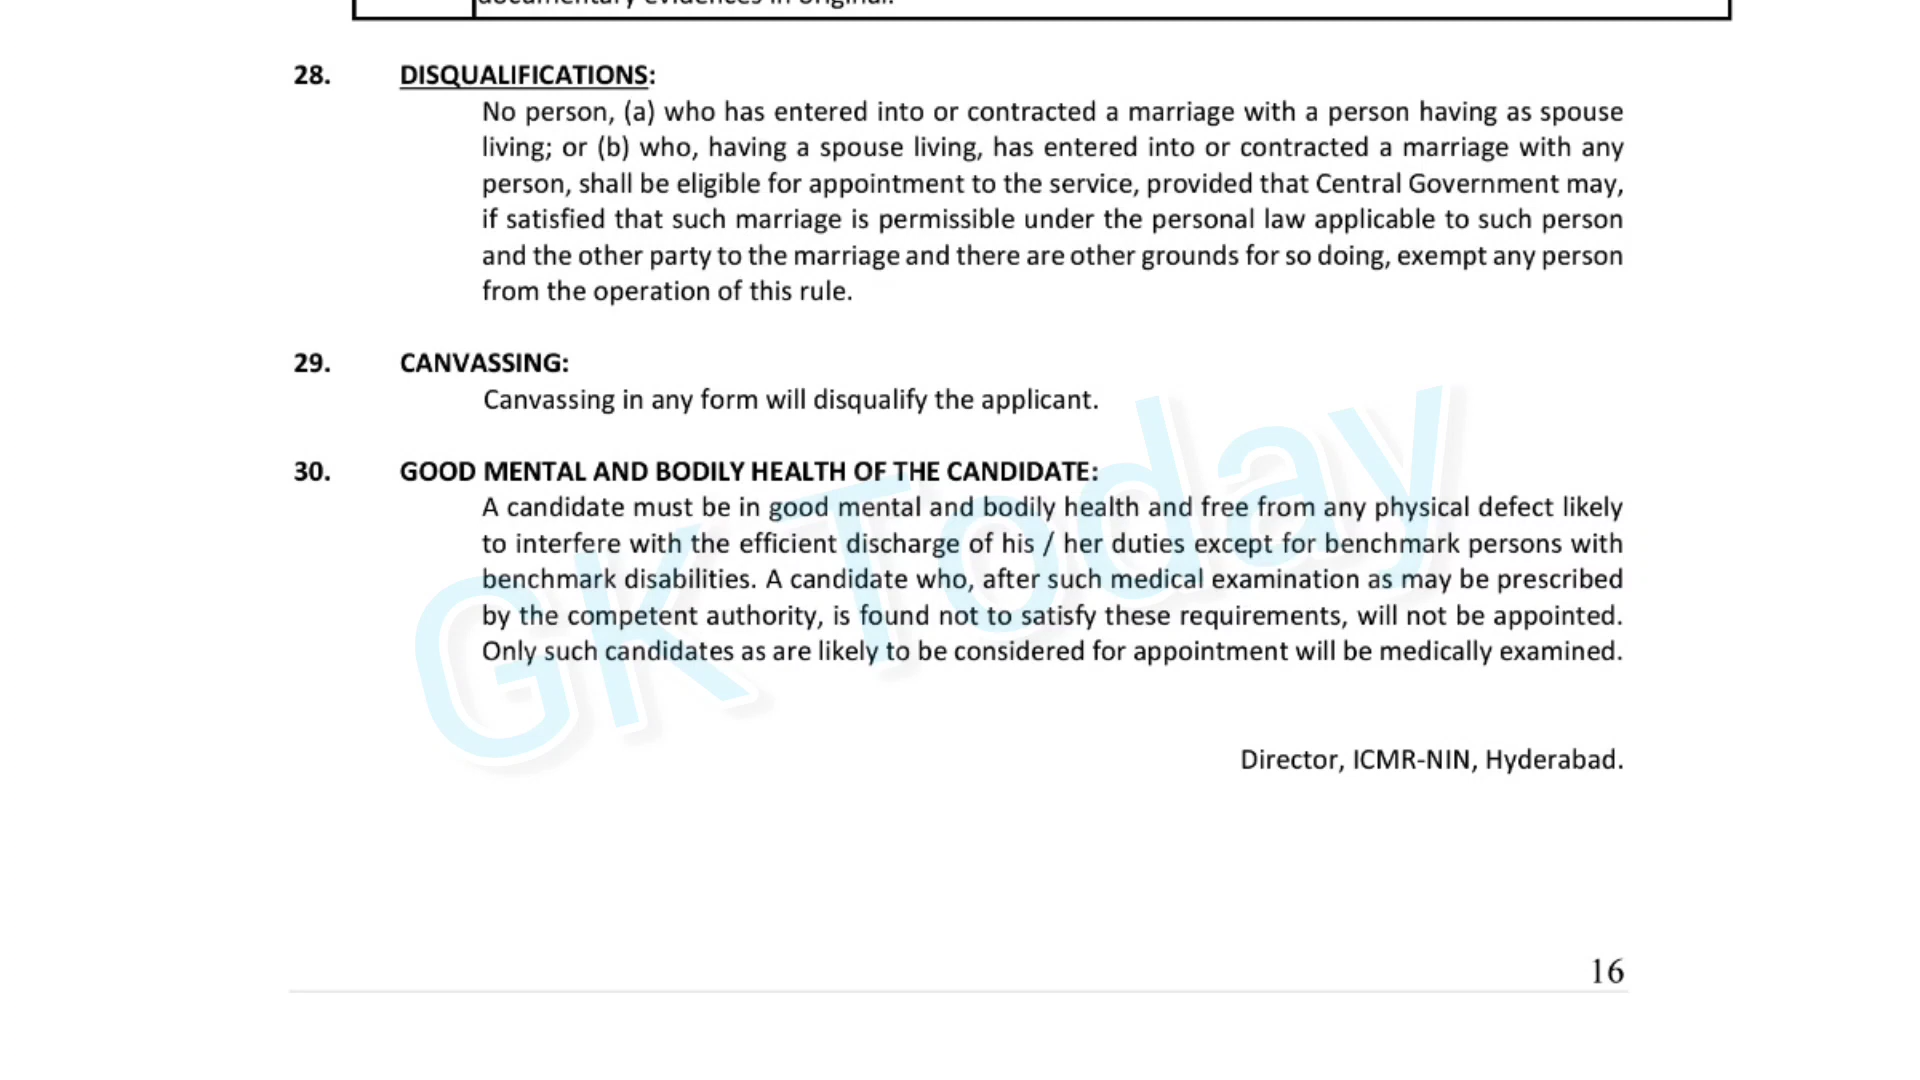 documentary evidences in original.
28. DISQUALIFICATIONS:
No person, (a) who has entered into or contracted a marriage with a person having as spouse
living; or (b) who, having a spouse living, has entered into or contracted a marriage with any
person, shall be eligible for appointment to the service, provided that Central Government may,
if satisfied that such marriage is permissible under the personal law applicable to such person
and the other party to the marriage and there are other grounds for so doing, exempt any person
from the operation of this rule.
29. CANVASSING:
Canvassing in any form will disqualify the applicant.
30. GOOD MENTAL AND BODILY HEALTH OF THE CANDIDATE:
A candidate must be in good mental and bodily health and free from any physical defect likely
to interfere with the efficient discharge of his / her duties except for benchmark persons with
benchmark disabilities. A candidate who, after such medical examination as may be prescribed
by the competent authority, is found not to satisfy these requirements, will not be appointed.
Only such candidates as are likely to be considered for appointment will be medically examined.
GK Today
Director, ICMR-NIN, Hyderabad.
16